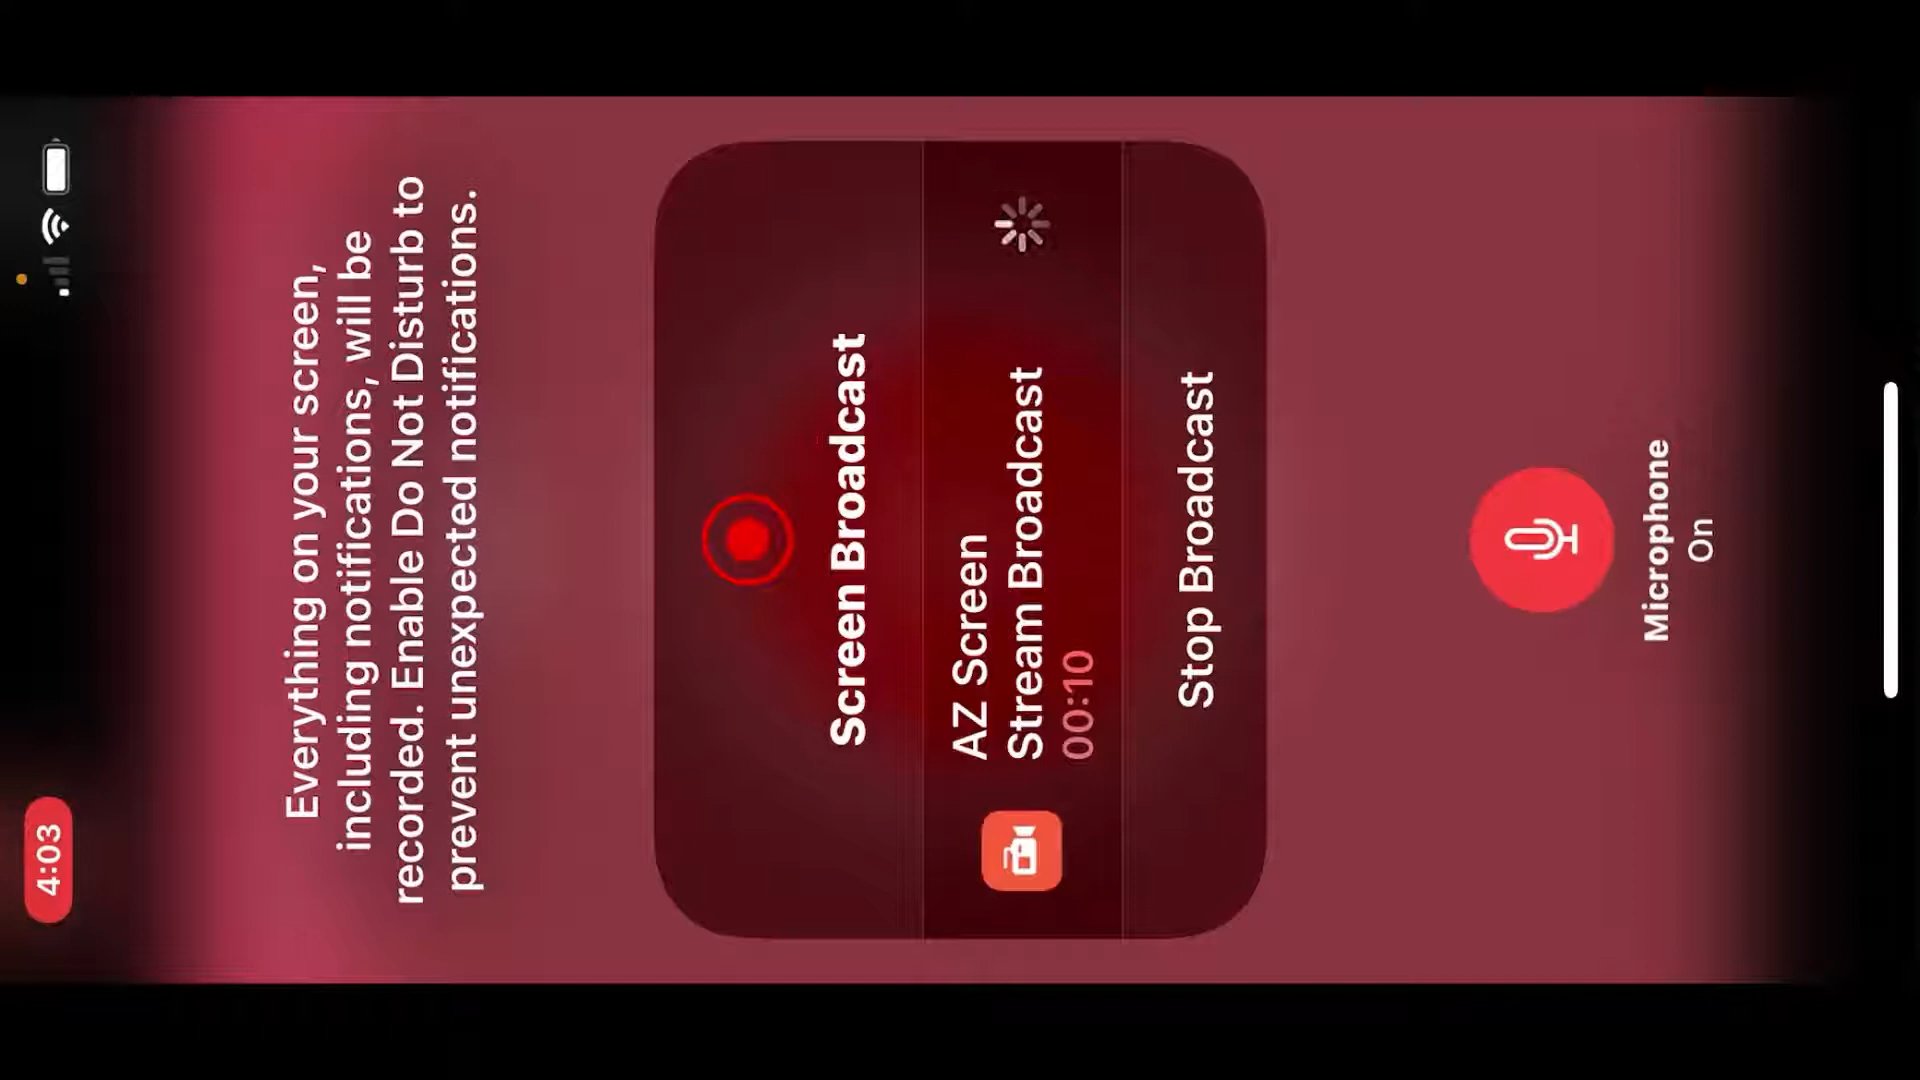 4:03
Everything on your screen,
including notifications, will be
recorded. Enable Do Not Disturb to
prevent unexpected notifications.
Screen Broadcast
AZ Screen
Stream Broadcast
00:10
Stop Broadcast
Microphone
On